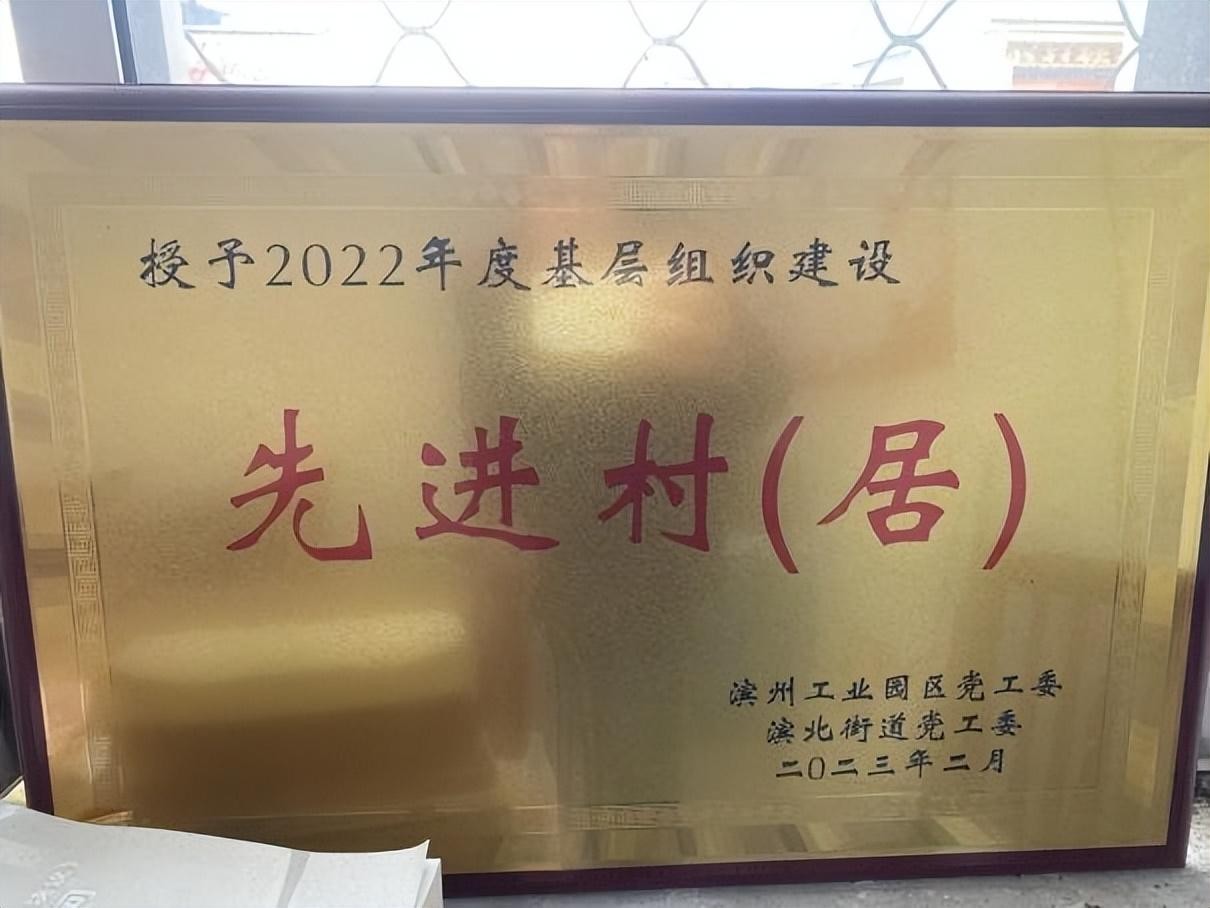 授予2022年度基层组织建设
先进村(居)
滨州工业园区党工委
滨北街道党工委
二0二三年二月